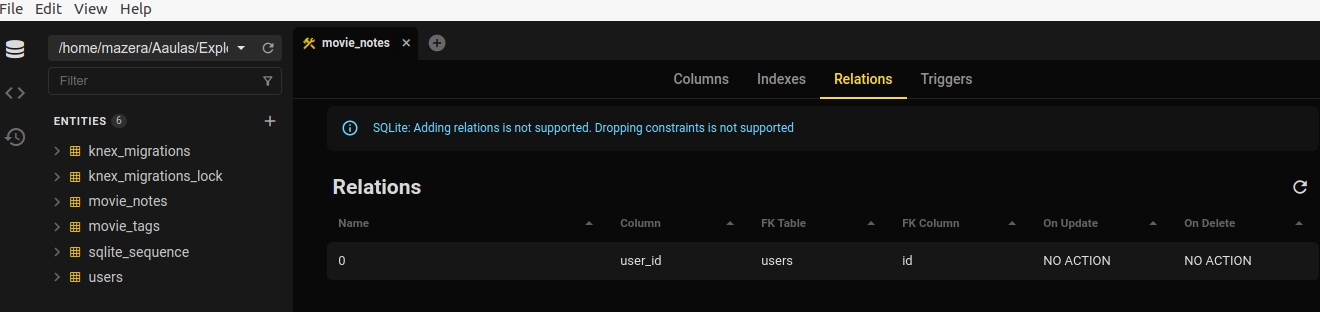 File Edit View Window Help
/home/mazera/Aaulas/Expl
movie_notes
Filter
Columns Indexes Relations Triggers
ENTITIES 6
SQLite: Adding relations is not supported. Dropping constraints is not supported
knex_migrations
knex_migrations_lock
movie_notes
movie_tags
sqlite_sequence
users
Relations
Name Column FK Table FK Column On Update On Delete
0 user_id users id NO ACTION NO ACTION